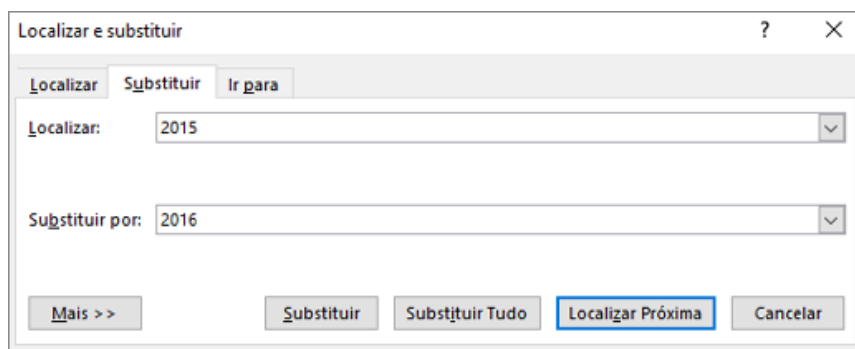 Localizar e substituir ?
Localizar Substituir Ir para
Localizar: 2015
Substituir por: 2016
Mais >> Substituir Substituir Tudo Localizar Próxima Cancelar